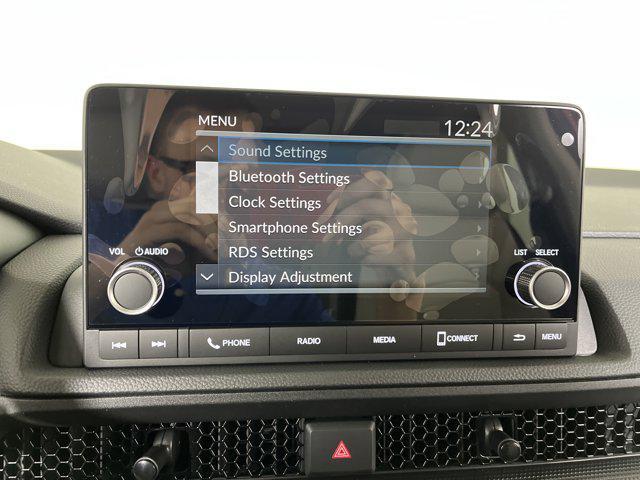 MENU 12:24
Sound Settings
Bluetooth Settings
Clock Settings
Smartphone Settings
RDS Settings
Display Adjustment
VOL AUDIO
LIST SELECT
PHONE RADIO MEDIA CONNECT MENU